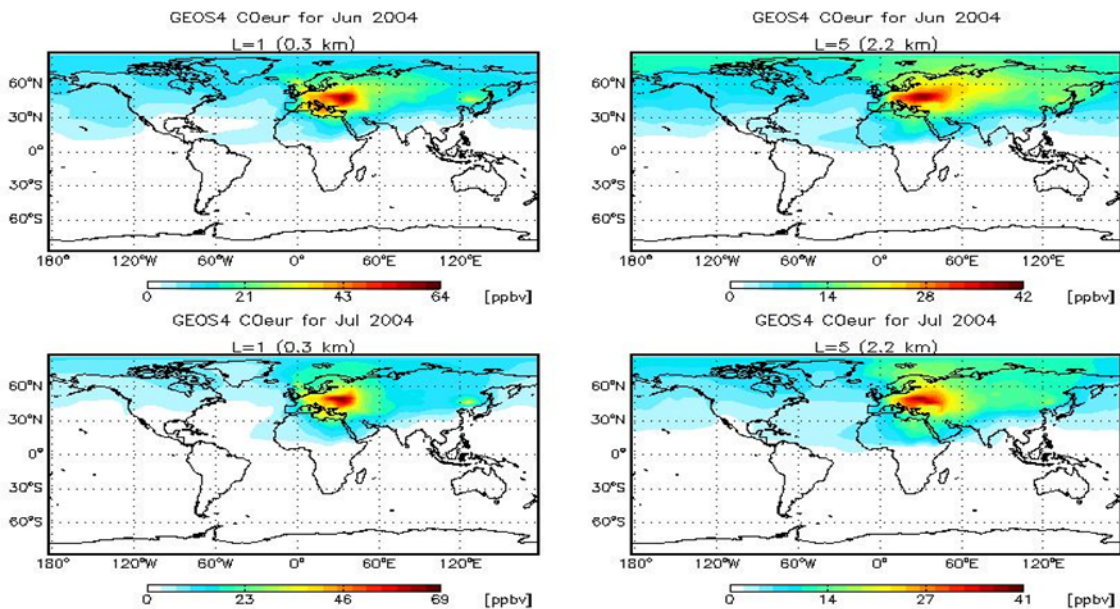 GEOS4 COeur for Jun 2004
L=1 (0.3 km)
60°N
30°N
0°
30°S
60°S
180° 120°W 60°W 0° 60°E 120°E
0 21 43 64 [ppbv]
GEOS4 COeur for Jun 2004
L=5 (2.2 km)
60°N
30°N
0°
30°S
60°S
180° 120°W 60°W 0° 60°E 120°E
0 14 28 42 [ppbv]
GEOS4 COeur for Jul 2004
L=1 (0.3 km)
60°N
30°N
0°
30°S
60°S
180° 120°W 60°W 0° 60°E 120°E
0 23 46 69 [ppbv]
GEOS4 COeur for Jul 2004
L=5 (2.2 km)
60°N
30°N
0°
30°S
60°S
180° 120°W 60°W 0° 60°E 120°E
0 14 27 41 [ppbv]